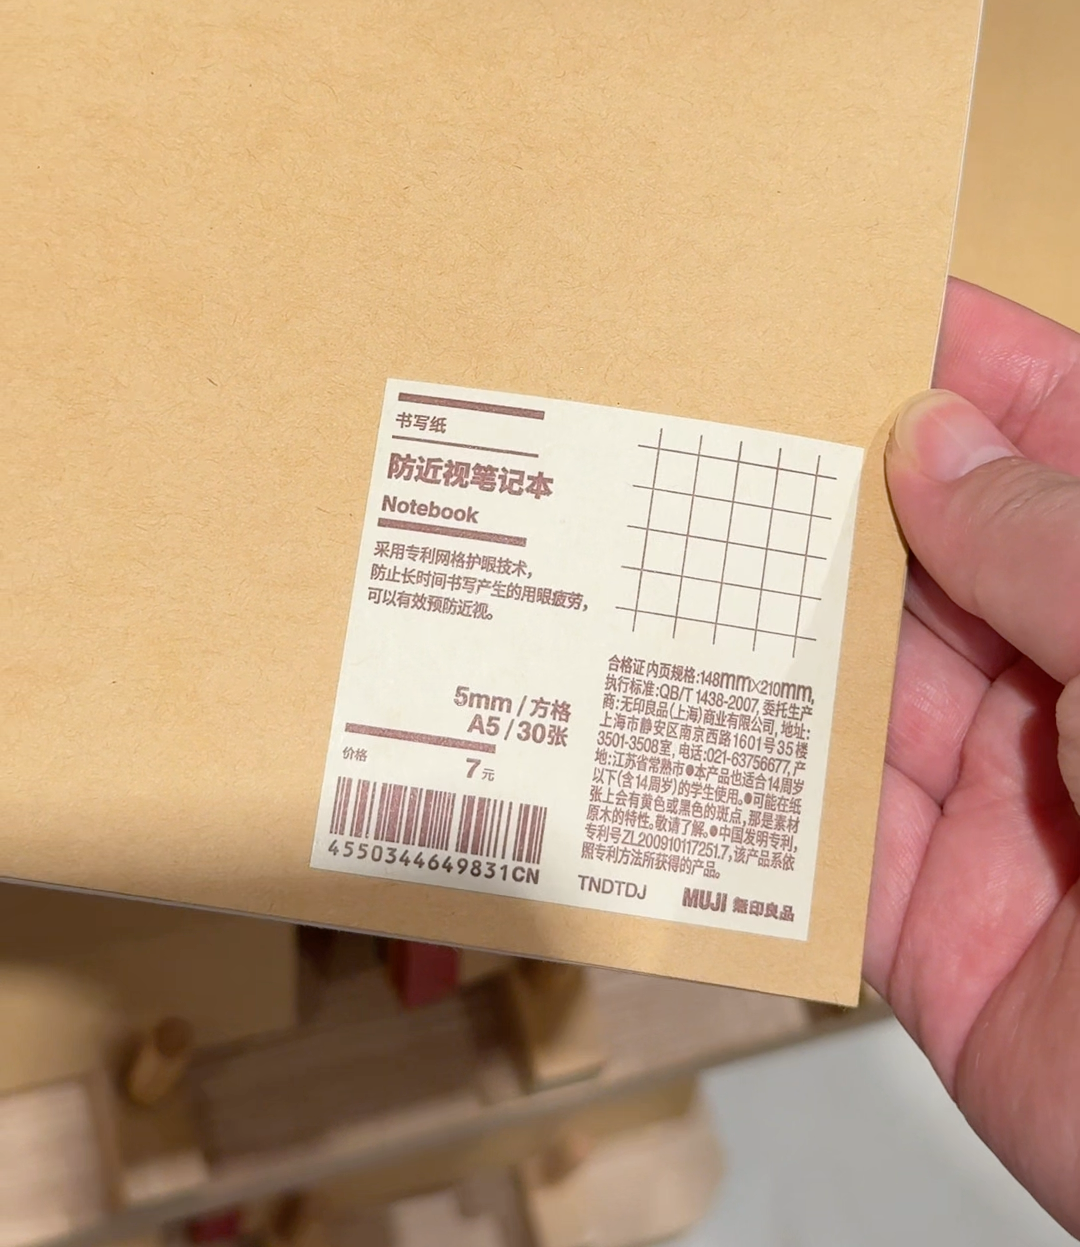 书写纸
防近视笔记本
Notebook
采用专利网格护眼技术，
防止长时间书写产生的用眼疲劳，
可以有效预防近视。
5mm / 方格
A5 / 30张
价格
7元
4550344649831CN
合格证 内页规格:148mm×210mm,
执行标准:QB/T 1438-2007, 委托生产
商:无印良品(上海)商业有限公司, 地址:
上海市静安区南京西路1601号35楼
3501-3508室, 电话:021-63756677, 产
地:江苏省常熟市●本产品也适合14周岁
以下(含14周岁)的学生使用。●可能在纸
张上会有黄色或黑色的斑点, 那是素材
原木的特性。敬请了解。●中国发明专利,
专利号ZL200910117251.7, 该产品系依
照专利方法所获得的产品。
TNDTDJ
MUJI 無印良品